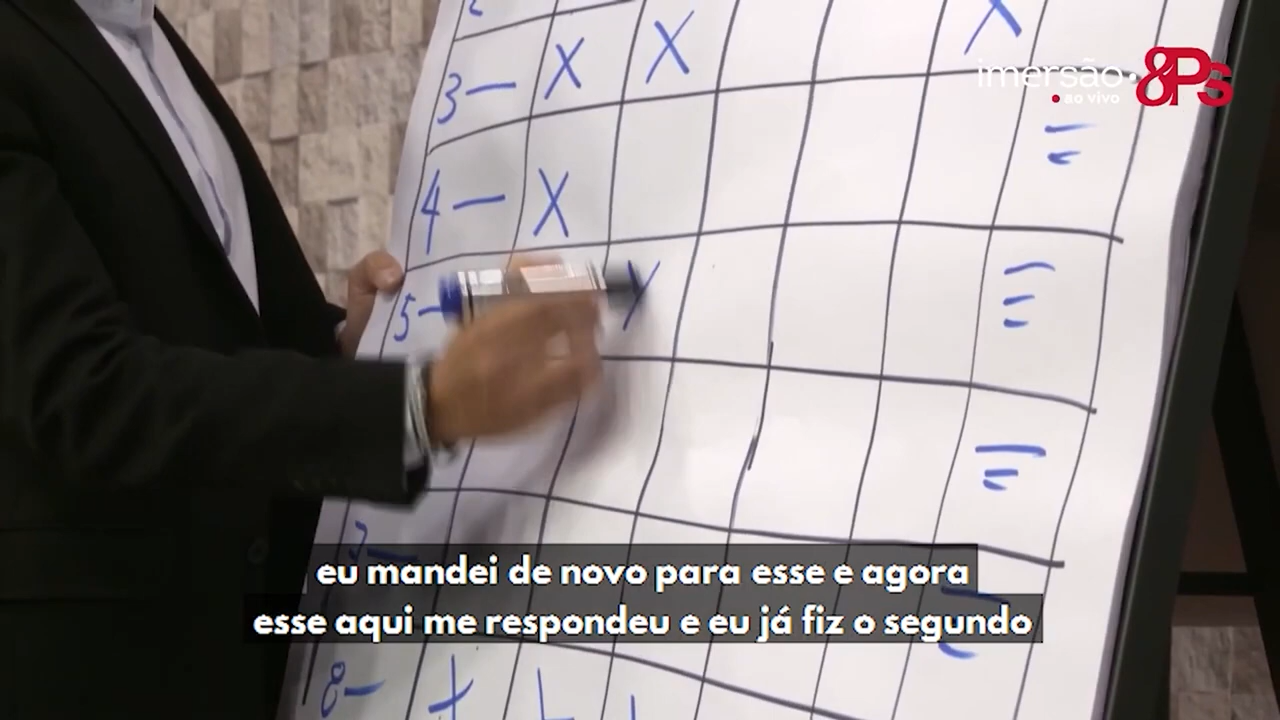 2
X
imersão
8Ps
ao vivo
3— X X
4— X
5—
8—
eu mandei de novo para esse e agora
esse aqui me respondeu e eu já fiz o segundo